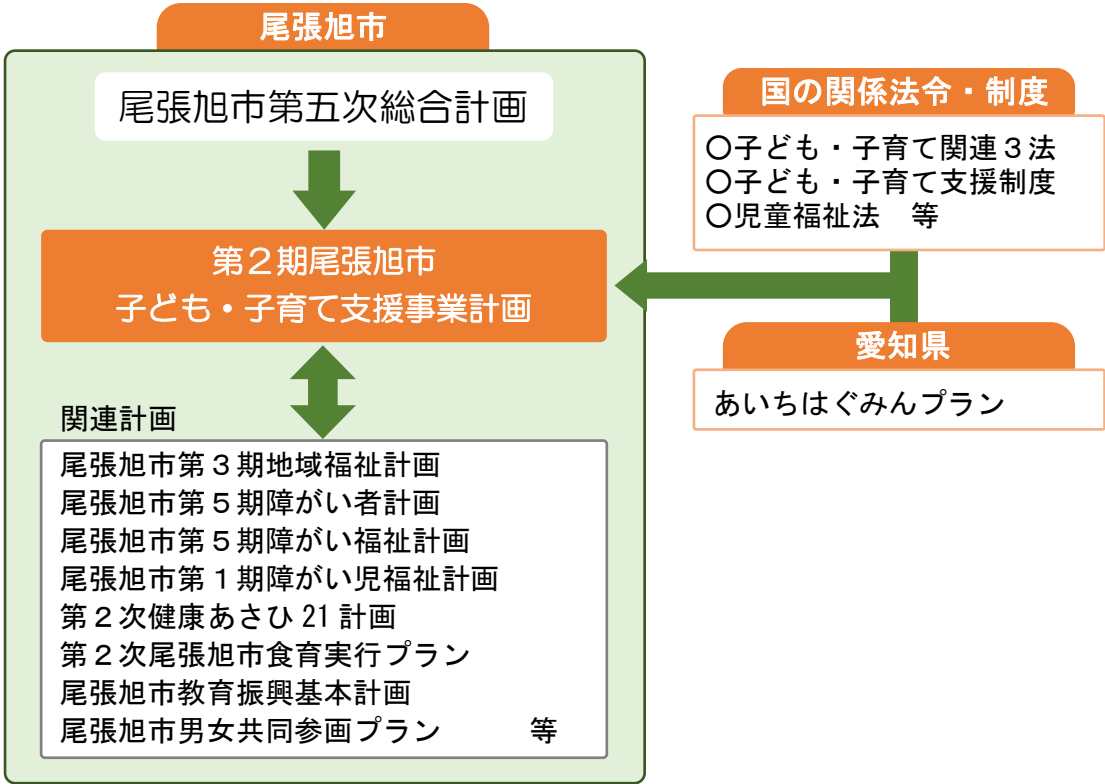 尾張旭市
尾張旭市第五次総合計画
第２期尾張旭市
子ども・子育て支援事業計画
関連計画
尾張旭市第３期地域福祉計画
尾張旭市第５期障がい者計画
尾張旭市第５期障がい福祉計画
尾張旭市第１期障がい児福祉計画
第２次健康あさひ21計画
第２次尾張旭市食育実行プラン
尾張旭市教育振興基本計画
尾張旭市男女共同参画プラン　　　等
国の関係法令・制度
〇子ども・子育て関連３法
〇子ども・子育て支援制度
〇児童福祉法　等
愛知県
あいちはぐみんプラン